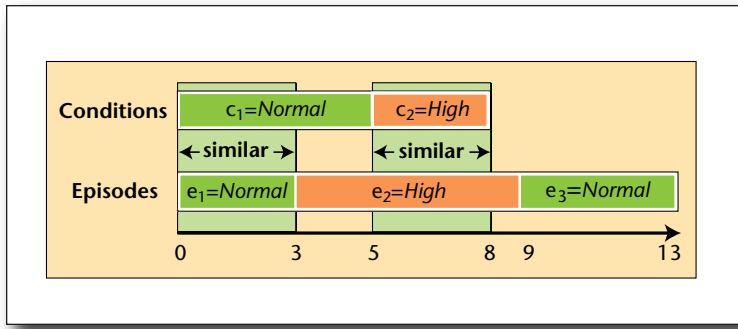 Conditions c₁=Normal c₂=High
← similar → ← similar →
Episodes e₁=Normal e₂=High e₃=Normal
0 3 5 8 9 13